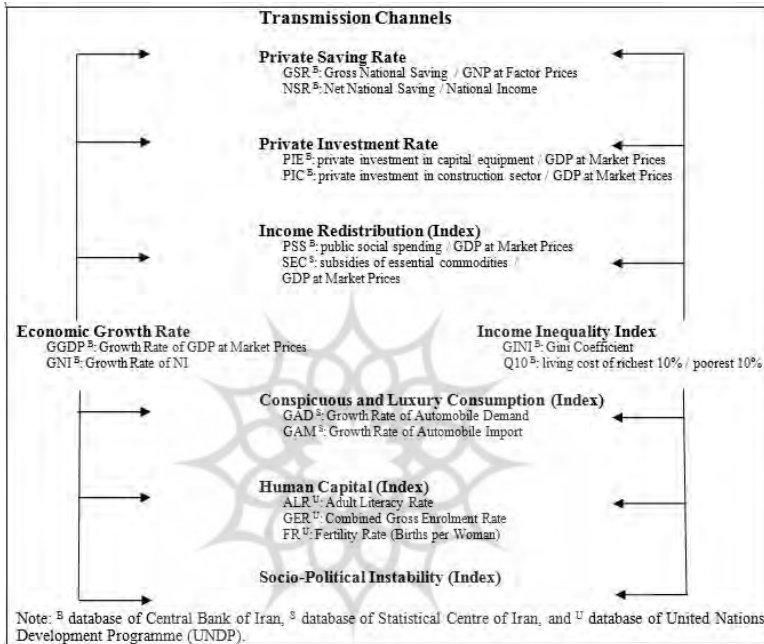 Transmission Channels
Private Saving Rate
GSR B: Gross National Saving / GNP at Factor Prices
NSR B: Net National Saving / National Income
Private Investment Rate
PIE B: private investment in capital equipment / GDP at Market Prices
PIC B: private investment in construction sector / GDP at Market Prices
Income Redistribution (Index)
PSS B: public social spending / GDP at Market Prices
SEC S: subsidies of essential commodities /
GDP at Market Prices
Economic Growth Rate
GGDP B: Growth Rate of GDP at Market Prices
GNI B: Growth Rate of NI
Income Inequality Index
GINI B: Gini Coefficient
Q10 B: living cost of richest 10% / poorest 10%
Conspicuous and Luxury Consumption (Index)
GAD S: Growth Rate of Automobile Demand
GAM S: Growth Rate of Automobile Import
Human Capital (Index)
ALR U: Adult Literacy Rate
GER U: Combined Gross Enrolment Rate
FR U: Fertility Rate (Births per Woman)
Socio-Political Instability (Index)
Note: B database of Central Bank of Iran, S database of Statistical Centre of Iran, and U database of United Nations
Development Programme (UNDP).